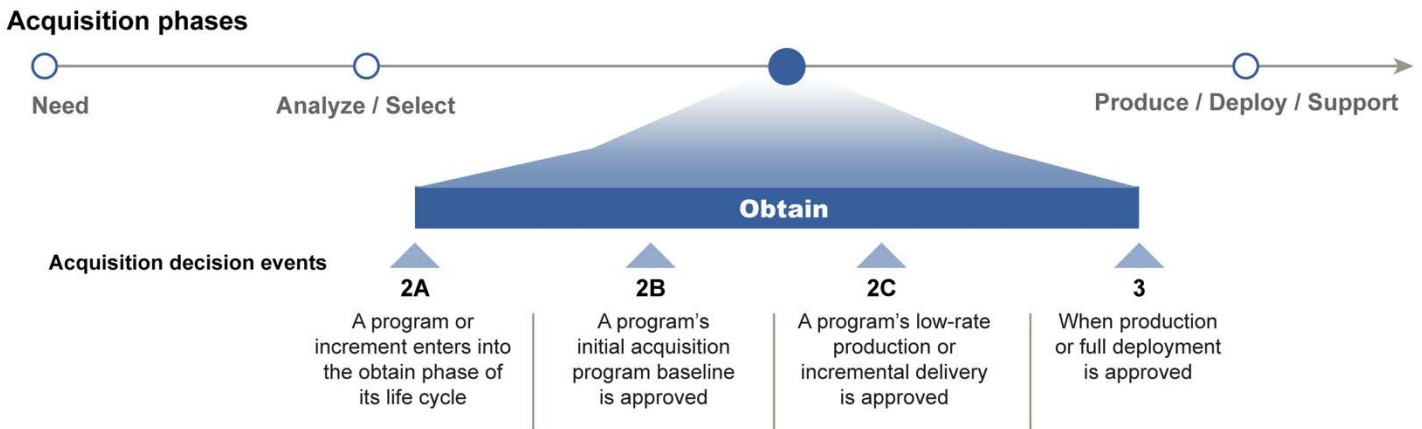 Acquisition phases
Need
Analyze / Select
Produce / Deploy / Support
Obtain
Acquisition decision events
2A
A program or
increment enters into
the obtain phase of
its life cycle
2B
A program’s
initial acquisition
program baseline
is approved
2C
A program’s low-rate
production or
incremental delivery
is approved
3
When production
or full deployment
is approved